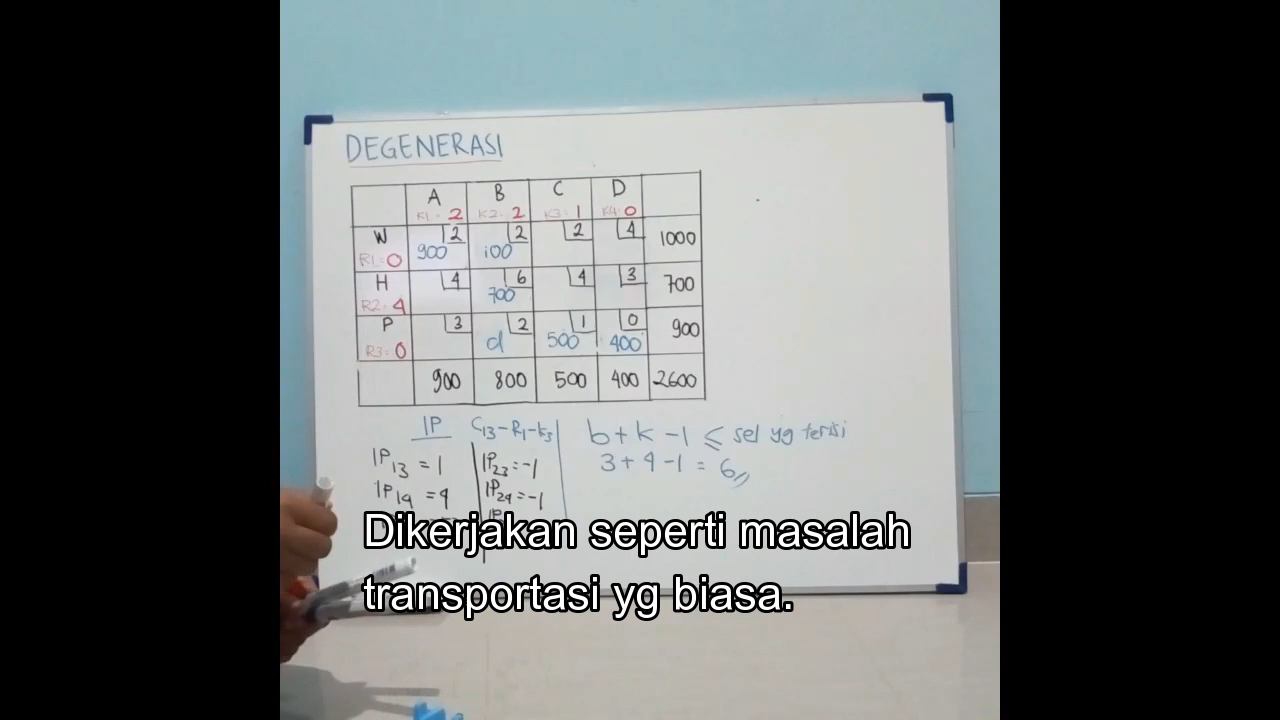 DEGENERASI
A B C D
K1= 2 K2= 2 K3= 1 K4= 0
W 2 2 2 4 1000
R1=0 900 100
H 4 6 4 3 700
R2=4 700
P 3 2 1 0 900
R3=0 d 500 400
900 800 500 400 2600
IP C13-R1-K3 b+k-1 ≤ sel yg terisi
IP13 = 1 IP23=-1 3+4-1 = 6
IP14 = 4 IP24=-1
Dikerjakan seperti masalah
transportasi yg biasa.